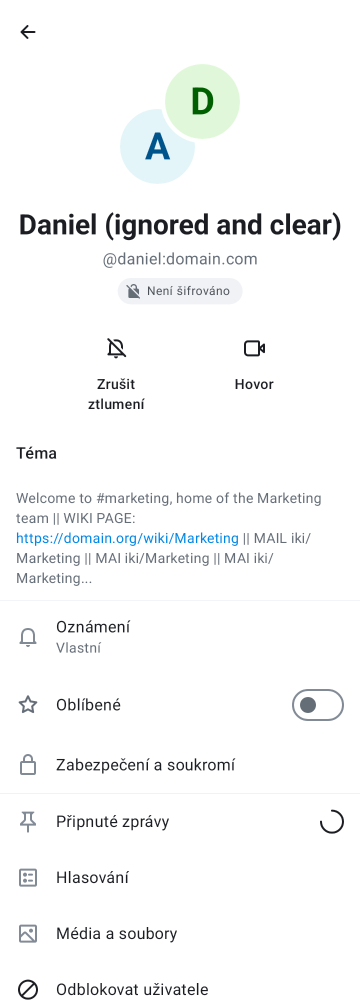 D
A
Daniel (ignored and clear)
@daniel:domain.com
Není šifrováno
Zrušit
ztlumení
Hovor
Téma
Welcome to #marketing, home of the Marketing
team || WIKI PAGE:
https://domain.org/wiki/Marketing || MAIL iki/
Marketing || MAI iki/Marketing || MAI iki/
Marketing...
Oznámení
Vlastní
Oblíbené
Zabezpečení a soukromí
Připnuté zprávy
Hlasování
Média a soubory
Odblokovat uživatele